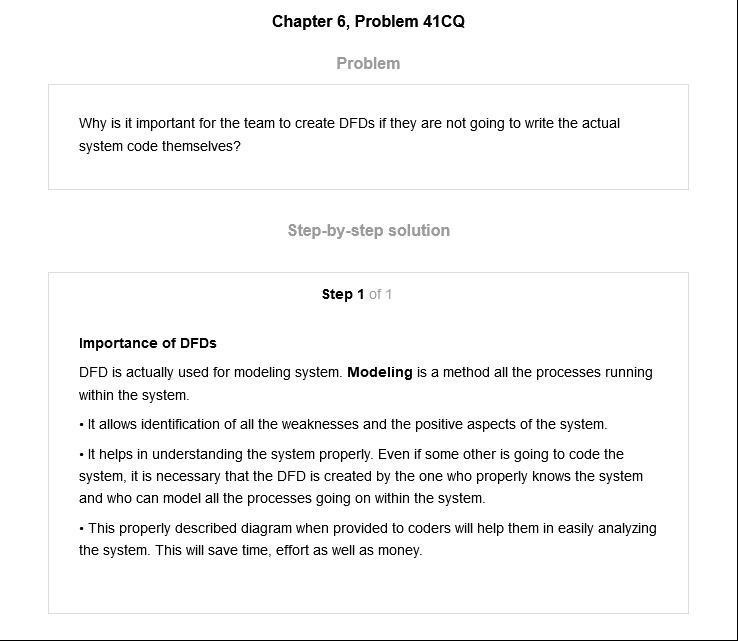 Chapter 6, Problem 41CQ
Problem
Why is it important for the team to create DFDs if they are not going to write the actual
system code themselves?
Step-by-step solution
Step 1 of 1
Importance of DFDs
DFD is actually used for modeling system. Modeling is a method all the processes running
within the system.
• It allows identification of all the weaknesses and the positive aspects of the system.
• It helps in understanding the system properly. Even if some other is going to code the
system, it is necessary that the DFD is created by the one who properly knows the system
and who can model all the processes going on within the system.
• This properly described diagram when provided to coders will help them in easily analyzing
the system. This will save time, effort as well as money.